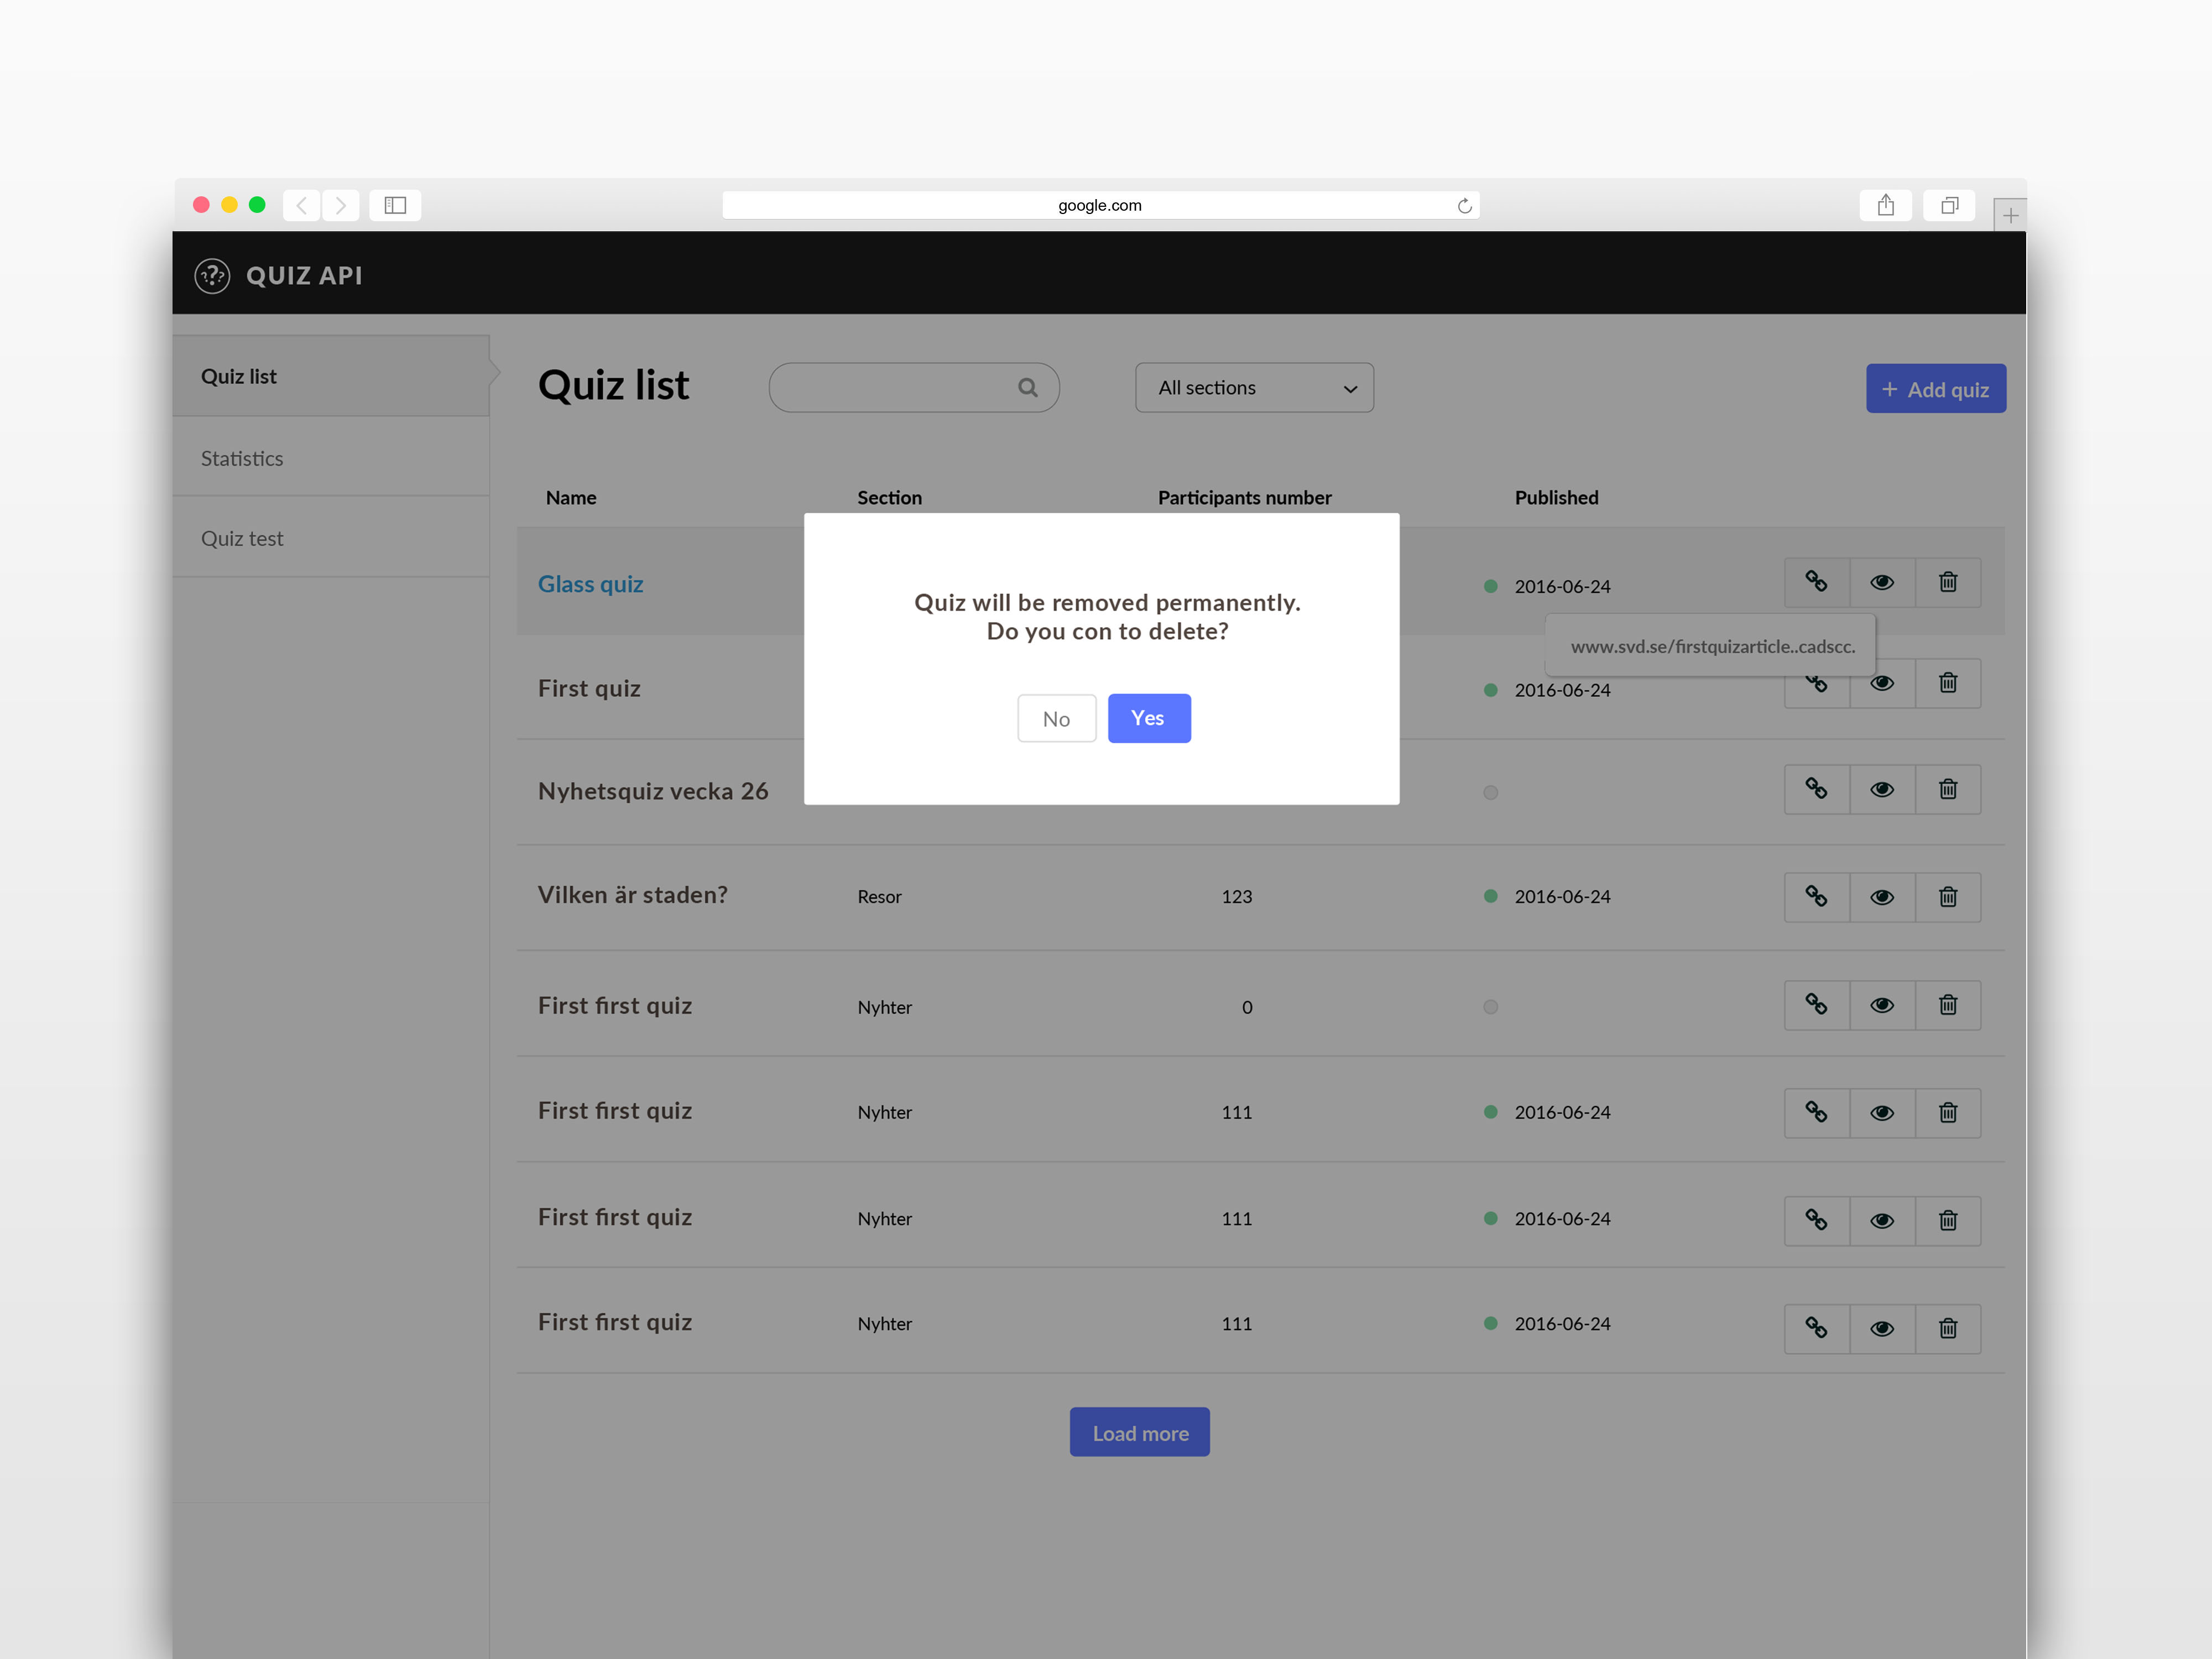 google.com
QUIZ API
Quiz list
Statistics
Quiz test
Quiz list
All sections
+ Add quiz
Name Section Participants number Published
Glass quiz 2016-06-24
www.svd.se/firstquizarticle..cadscc.
First quiz 2016-06-24
Quiz will be removed permanently.
Do you con to delete?
No Yes
Nyhetsquiz vecka 26
Vilken är staden? Resor 123 2016-06-24
First first quiz Nyhter 0
First first quiz Nyhter 111 2016-06-24
First first quiz Nyhter 111 2016-06-24
First first quiz Nyhter 111 2016-06-24
Load more